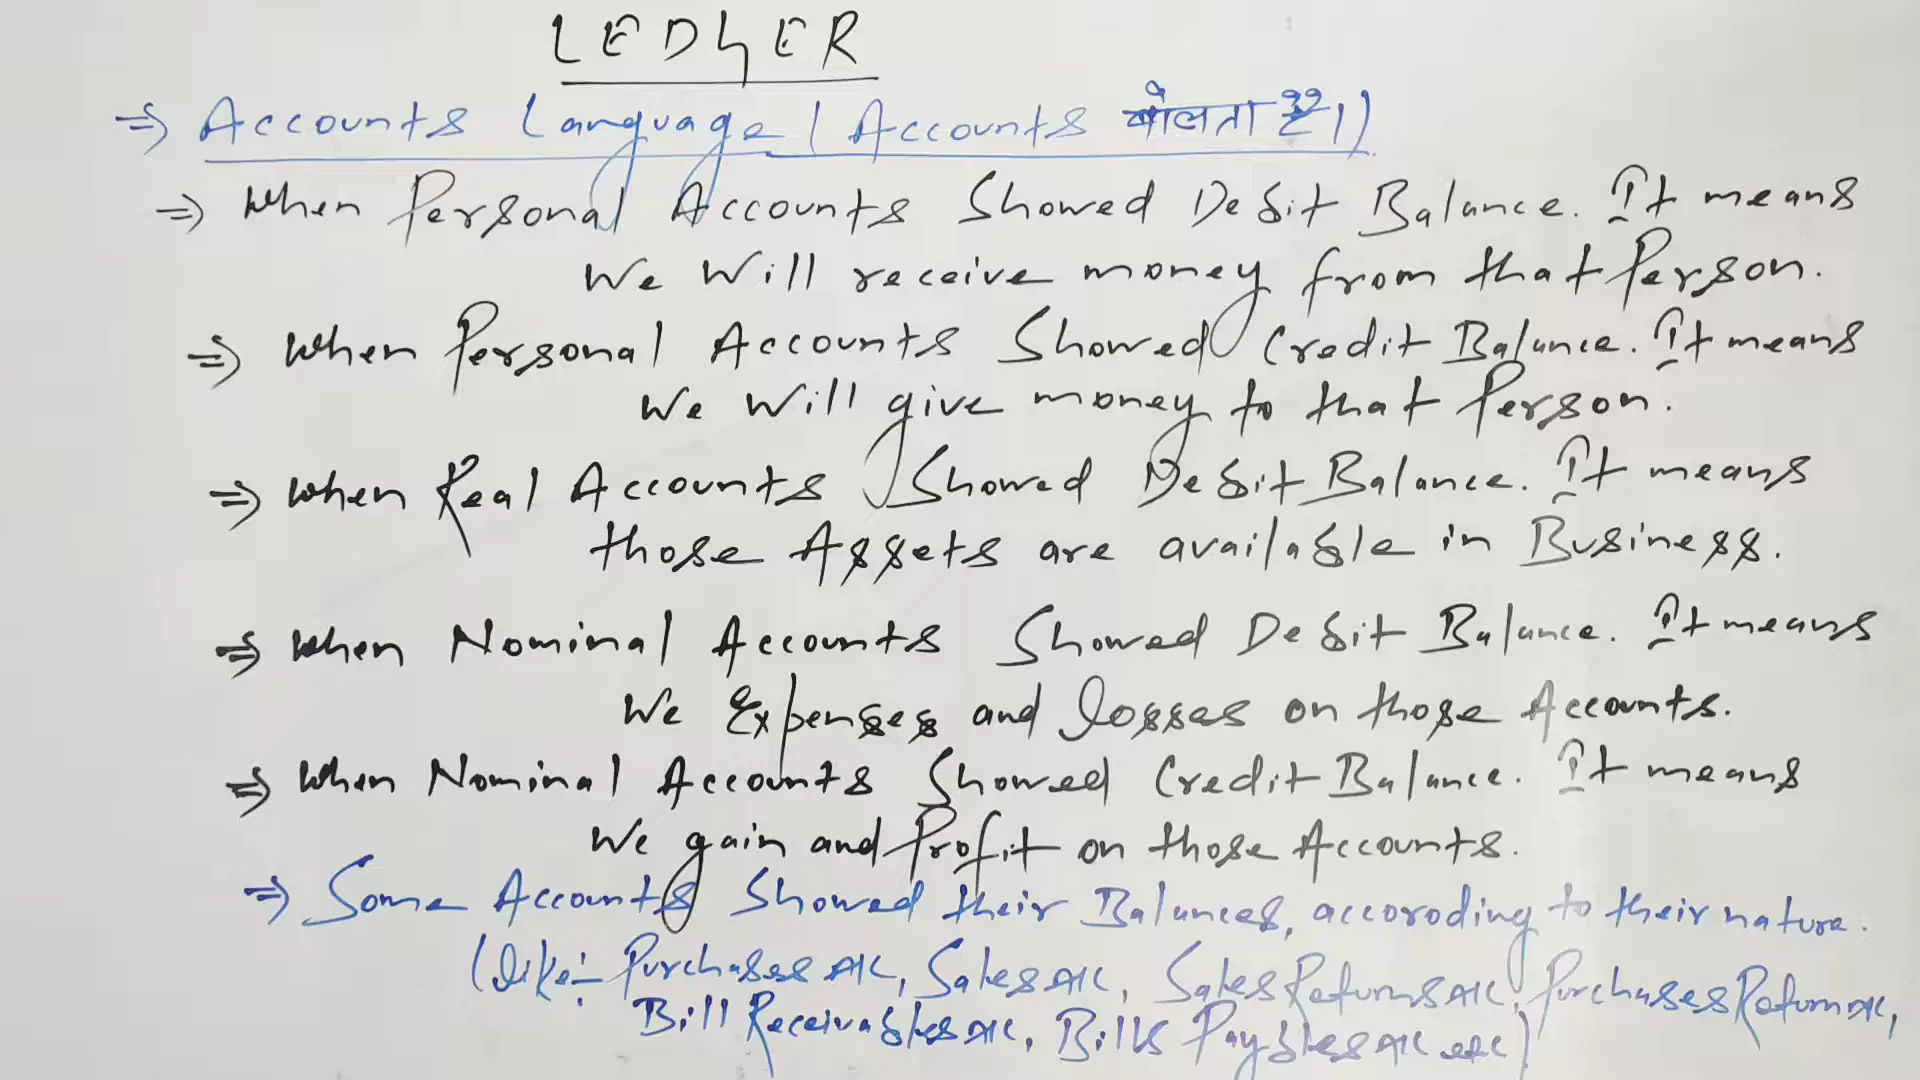 LEDGER
⇒ Accounts Language (Accounts बोलता है।)
⇒ When Personal Accounts Showed Debit Balance. It means
We Will receive money from that Person.
⇒ When Personal Accounts Showed Credit Balance. It means
We Will give money to that Person.
⇒ When Real Accounts Showed Debit Balance. It means
those Assets are available in Business.
⇒ When Nominal Accounts Showed Debit Balance. It means
We Expenses and losses on those Accounts.
⇒ When Nominal Accounts Showed Credit Balance. It means
We gain and Profit on those Accounts.
⇒ Some Accounts Showed their Balances, accoroding to their nature.
(Like:- Purchases A/C, Sales A/C, Sales Returns A/C, Purchases Return A/C,
Bill Receivables A/C, Bills Paybles A/C etc)